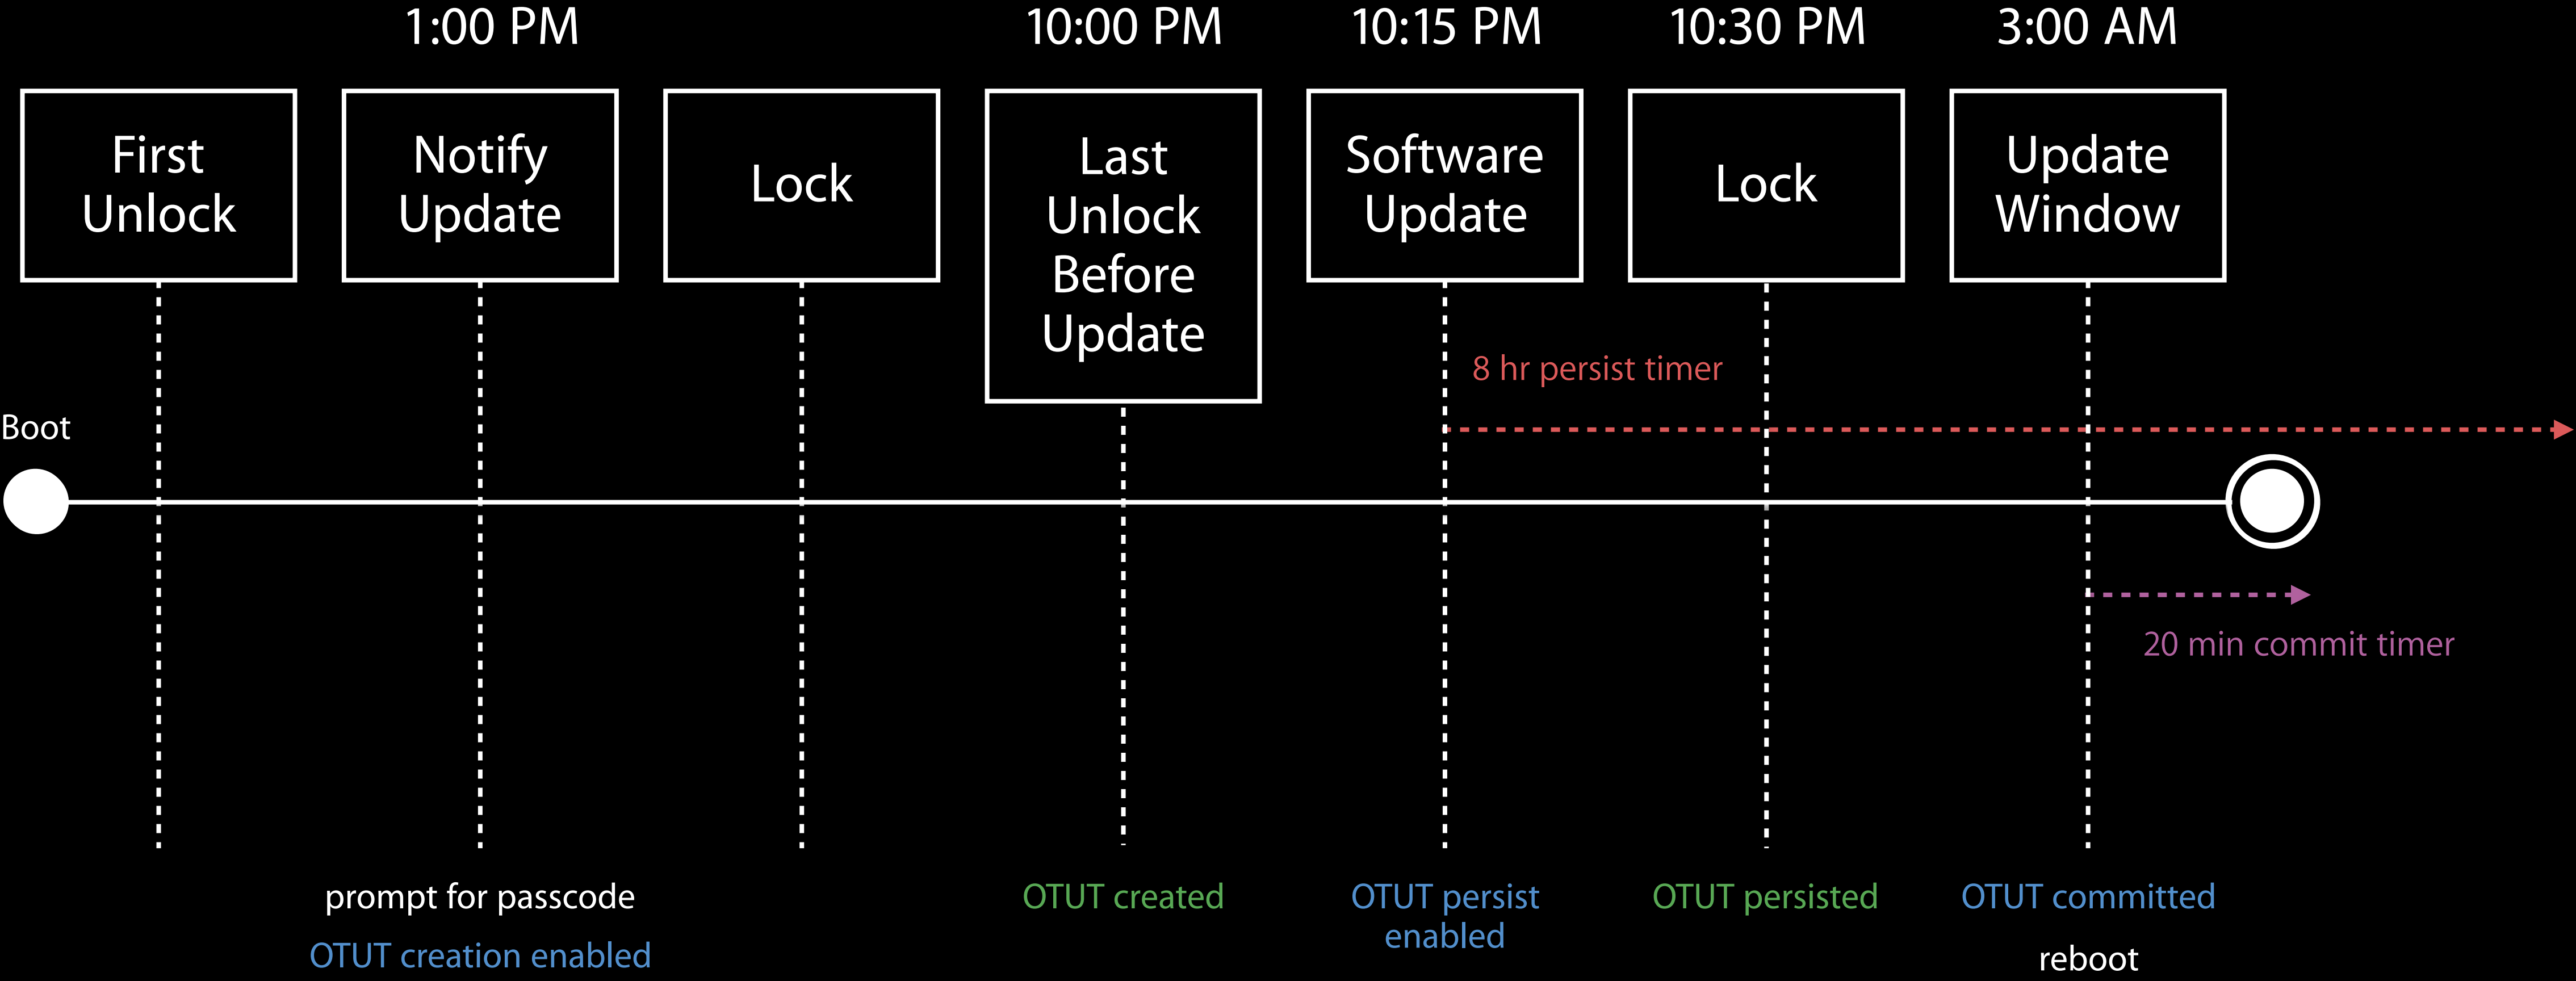 1:00 PM
10:00 PM
10:15 PM
10:30 PM
3:00 AM
First
Unlock
Notify
Update
Lock
Last
Unlock
Before
Update
Software
Update
Lock
Update
Window
8 hr persist timer
Boot
20 min commit timer
prompt for passcode
OTUT creation enabled
OTUT created
OTUT persist
enabled
OTUT persisted
OTUT committed
reboot